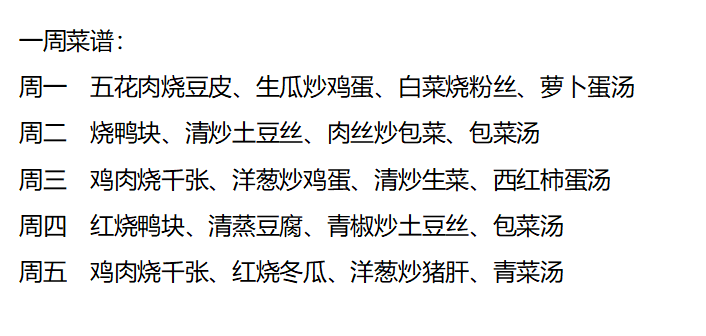 一周菜谱：
周一 五花肉烧豆皮、生瓜炒鸡蛋、白菜烧粉丝、萝卜蛋汤
周二 烧鸭块、清炒土豆丝、肉丝炒包菜、包菜汤
周三 鸡肉烧千张、洋葱炒鸡蛋、清炒生菜、西红柿蛋汤
周四 红烧鸭块、清蒸豆腐、青椒炒土豆丝、包菜汤
周五 鸡肉烧千张、红烧冬瓜、洋葱炒猪肝、青菜汤